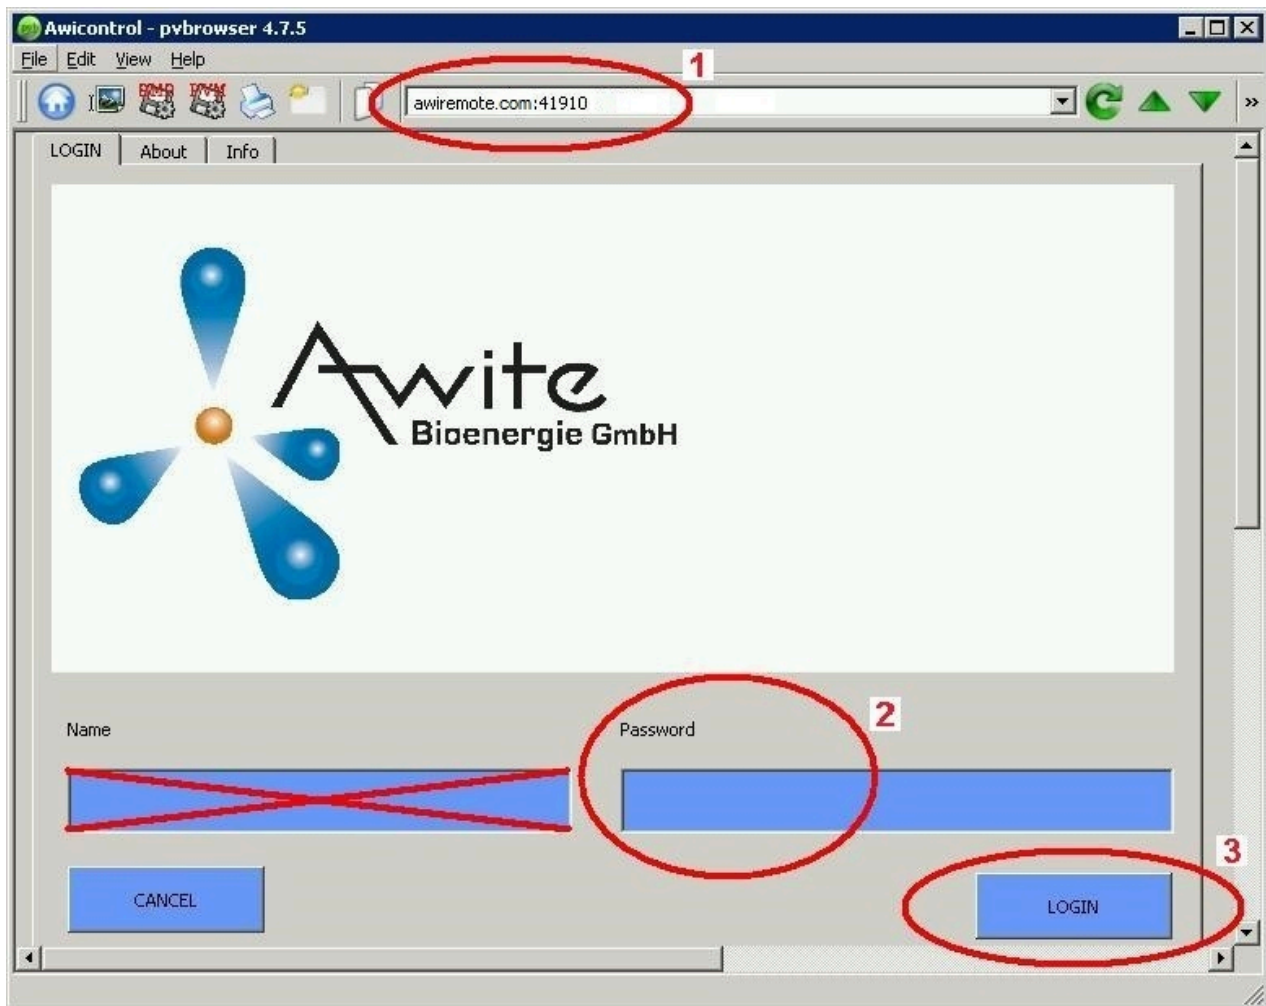 Awicontrol - pvbrowser 4.7.5
File Edit View Help
1
awiremote.com:41910
»
LOGIN About Info
Awite
Bioenergie GmbH
2
Name Password
3
CANCEL LOGIN